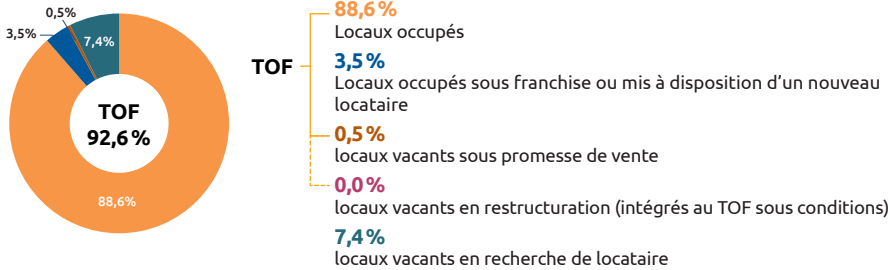 0,5%
3,5%
7,4%
TOF
92,6 %
88,6%
TOF
88,6 %
Locaux occupés
3,5 %
Locaux occupés sous franchise ou mis à disposition d’un nouveau
locataire
0,5 %
locaux vacants sous promesse de vente
0,0 %
locaux vacants en restructuration (intégrés au TOF sous conditions)
7,4 %
locaux vacants en recherche de locataire